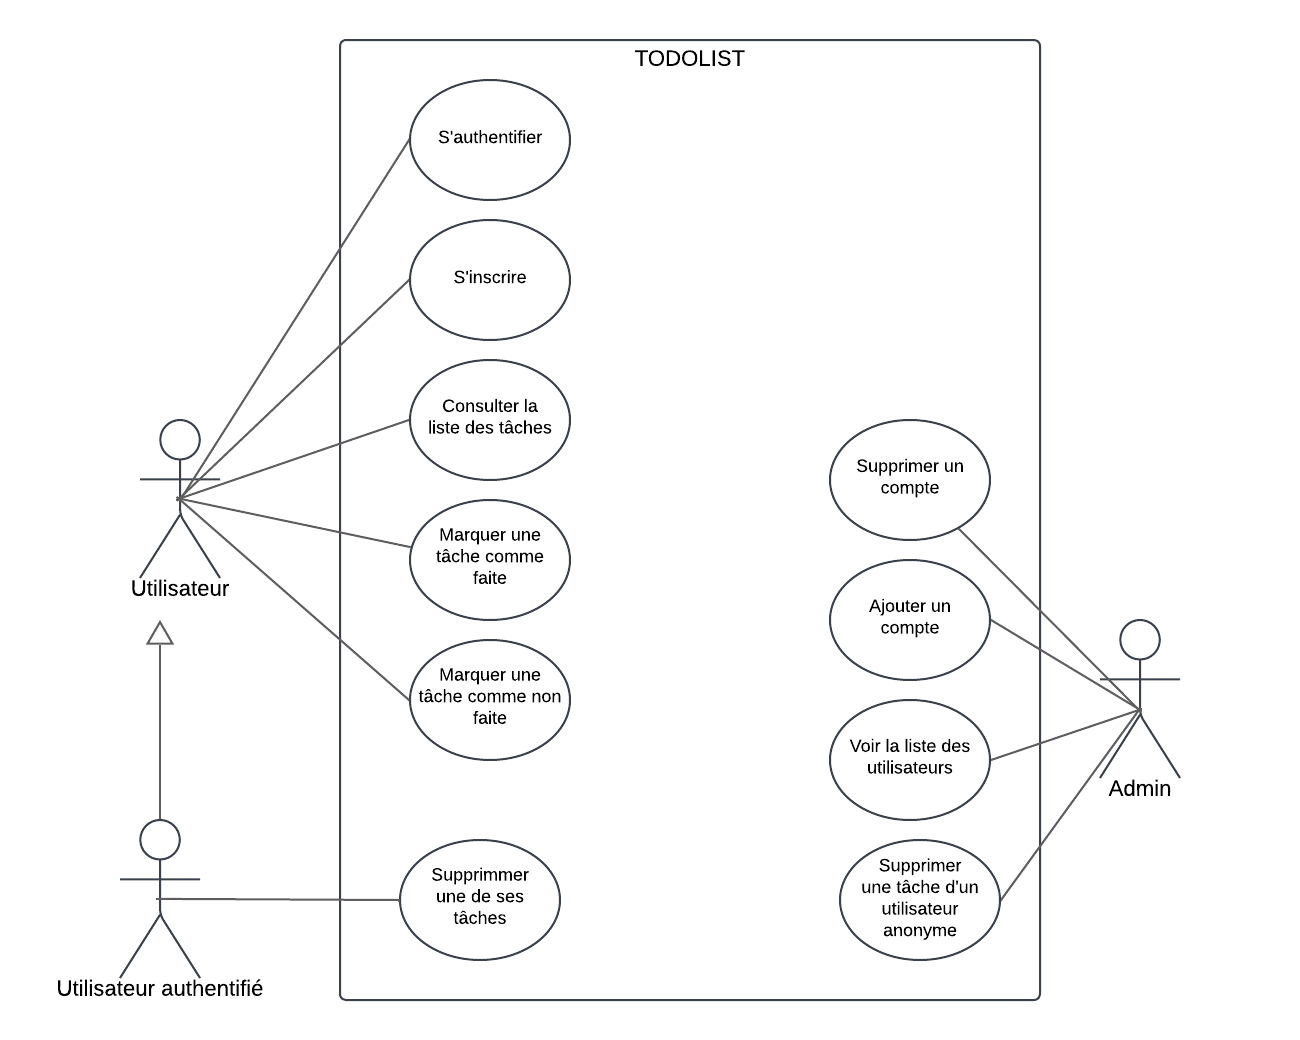 TODOLIST
S'authentifier
S'inscrire
Consulter la
liste des tâches
Marquer une
tâche comme
faite
Marquer une
tâche comme non
faite
Supprimmer
une de ses
tâches
Utilisateur
Utilisateur authentifié
Supprimer un
compte
Ajouter un
compte
Voir la liste des
utilisateurs
Supprimer
une tâche d'un
utilisateur
anonyme
Admin